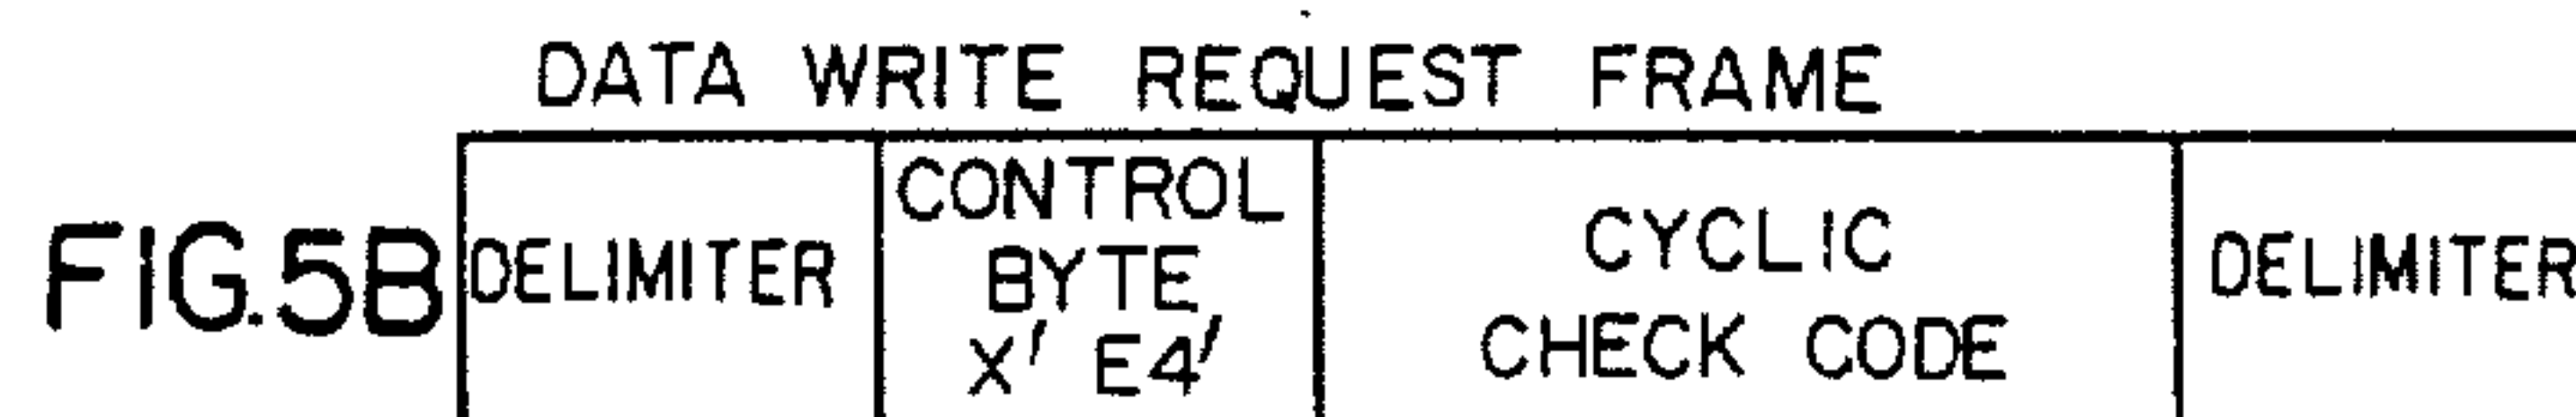 DATA WRITE REQUEST FRAME
FIG.5B
DELIMITER
CONTROL
BYTE
X' E4'
CYCLIC
CHECK CODE
DELIMITER